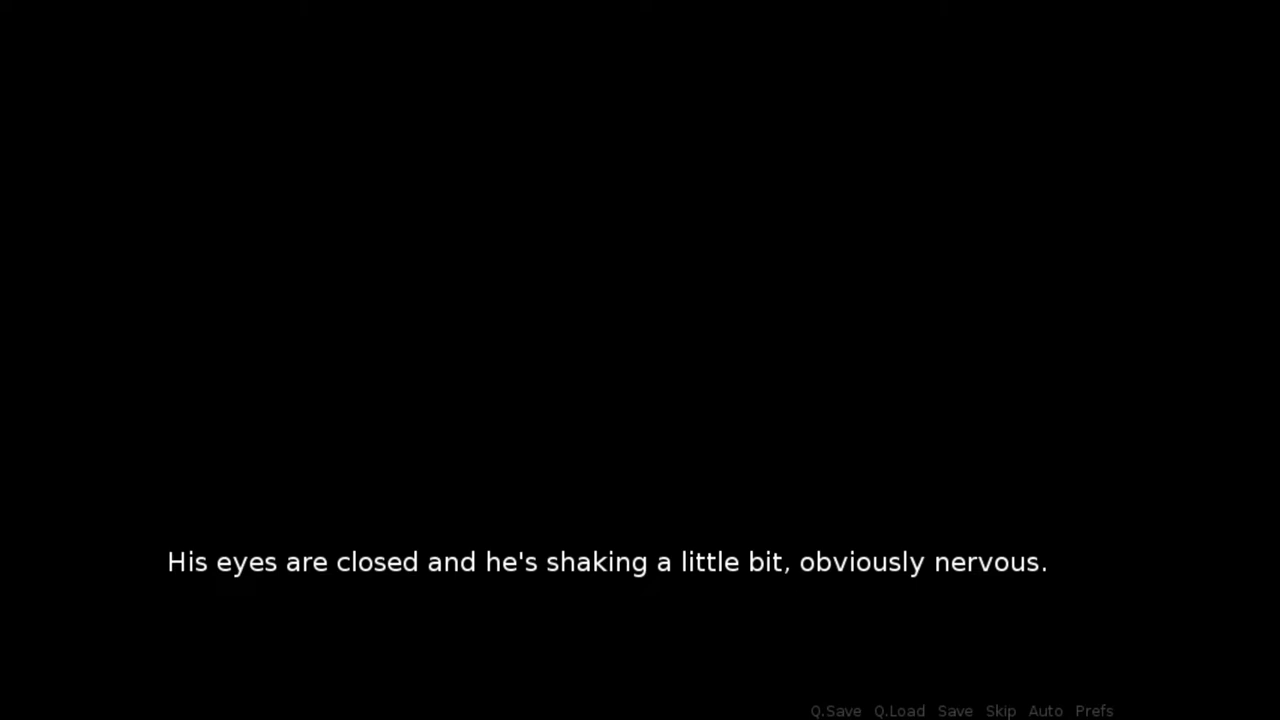 His eyes are closed and he's shaking a little bit, obviously nervous.
Q.Save Q.Load Save Skip Auto Prefs